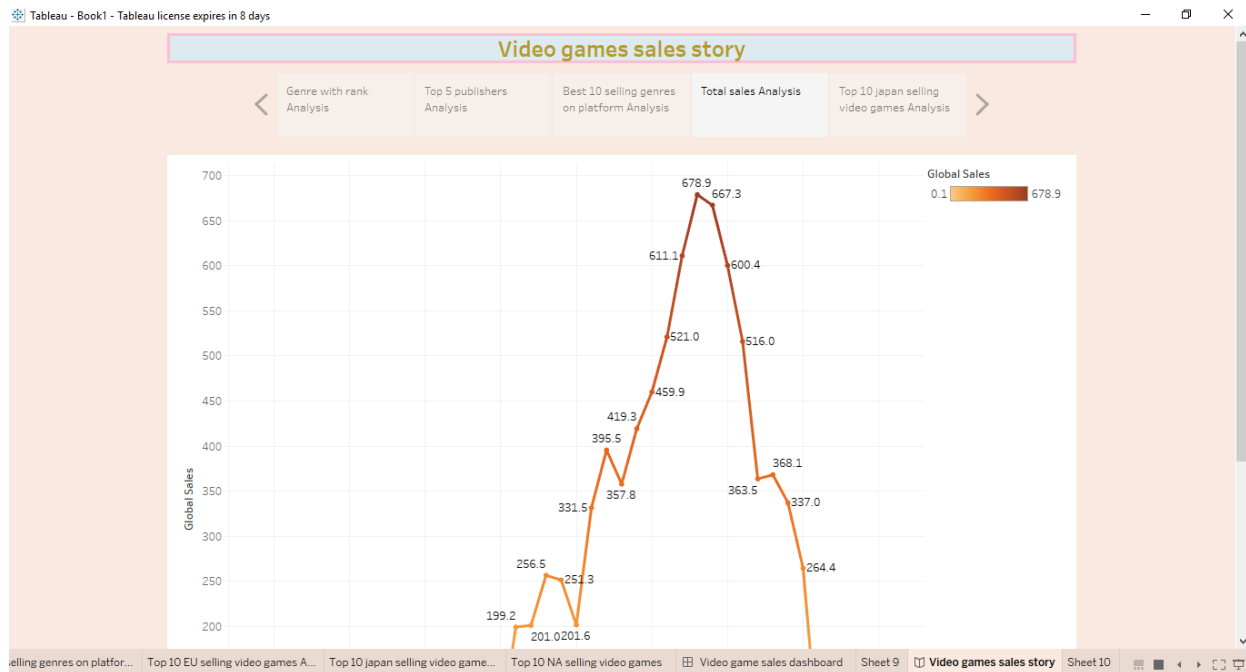 Tableau - Book1 - Tableau license expires in 8 days
Video games sales story
Genre with rank
Analysis
Top 5 publishers
Analysis
Best 10 selling genres
on platform Analysis
Total sales Analysis
Top 10 japan selling
video games Analysis
Global Sales
0.1
678.9
700
650
600
550
500
450
400
350
300
250
200
Global Sales
678.9
667.3
611.1
600.4
521.0
516.0
459.9
419.3
395.5
368.1
357.8
363.5
331.5
337.0
256.5
251.3
264.4
199.2
201.0
201.6
elling genres on platfor...
Top 10 EU selling video games A...
Top 10 japan selling video game...
Top 10 NA selling video games
Video game sales dashboard
Sheet 9
Video games sales story
Sheet 10